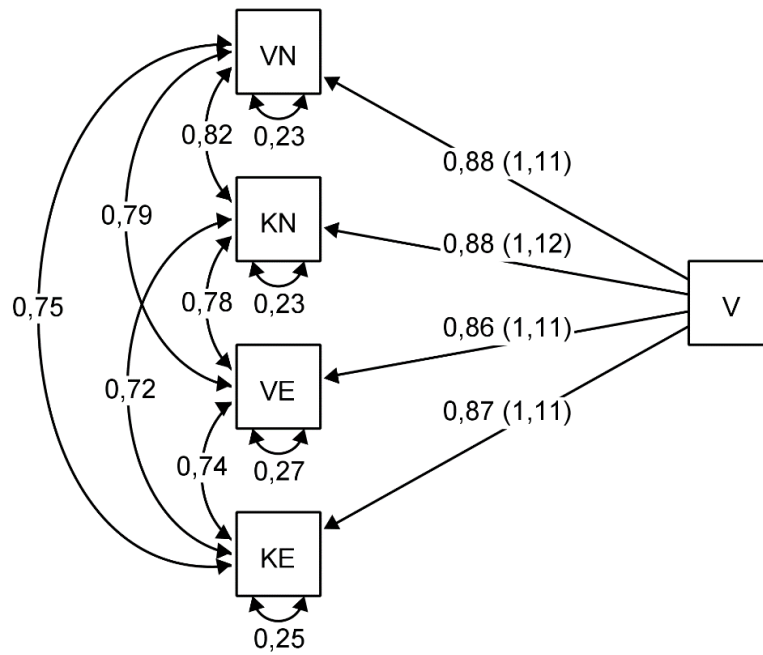 VN
0,23
0,82
0,88 (1,11)
0,79
KN
0,23
0,88 (1,12)
0,75
0,78
V
0,86 (1,11)
0,72
VE
0,27
0,87 (1,11)
0,74
KE
0,25